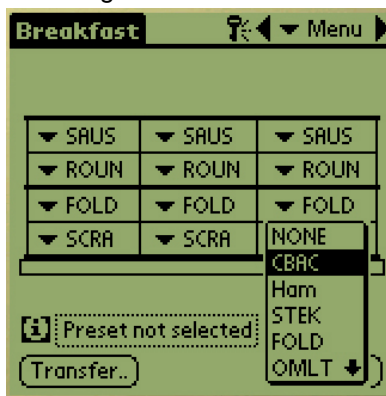 Breakfast Menu
SAUS SAUS SAUS
ROUN ROUN ROUN
FOLD FOLD FOLD
SCRA SCRA NONE
CBAC
Ham
STEK
FOLD
OMLT
Preset not selected
Transfer..